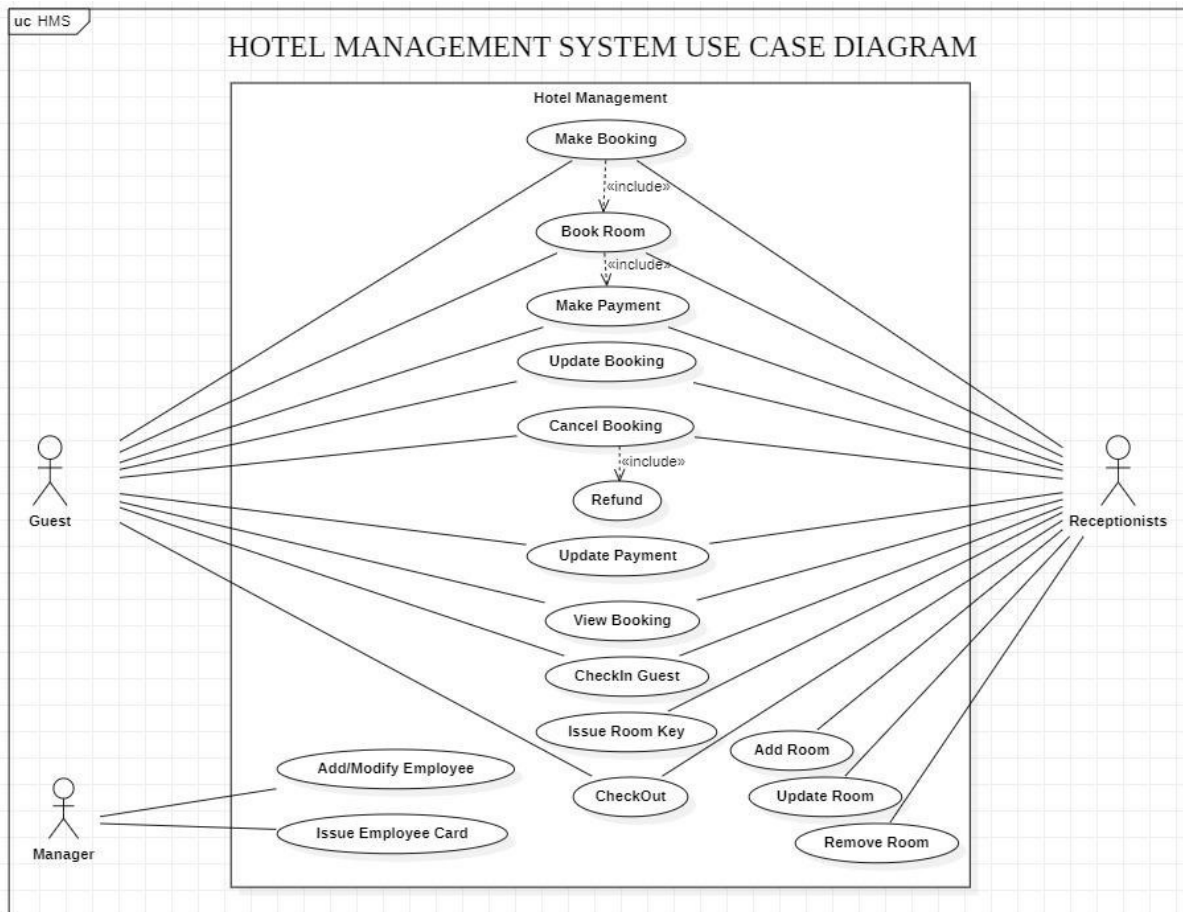 uc HMS
HOTEL MANAGEMENT SYSTEM USE CASE DIAGRAM
Hotel Management
Make Booking
«include»
Book Room
«include»
Make Payment
Update Booking
Cancel Booking
«include»
Refund
Guest
Receptionists
Update Payment
View Booking
CheckIn Guest
Issue Room Key
Add Room
Add/Modify Employee
CheckOut
Update Room
Issue Employee Card
Remove Room
Manager